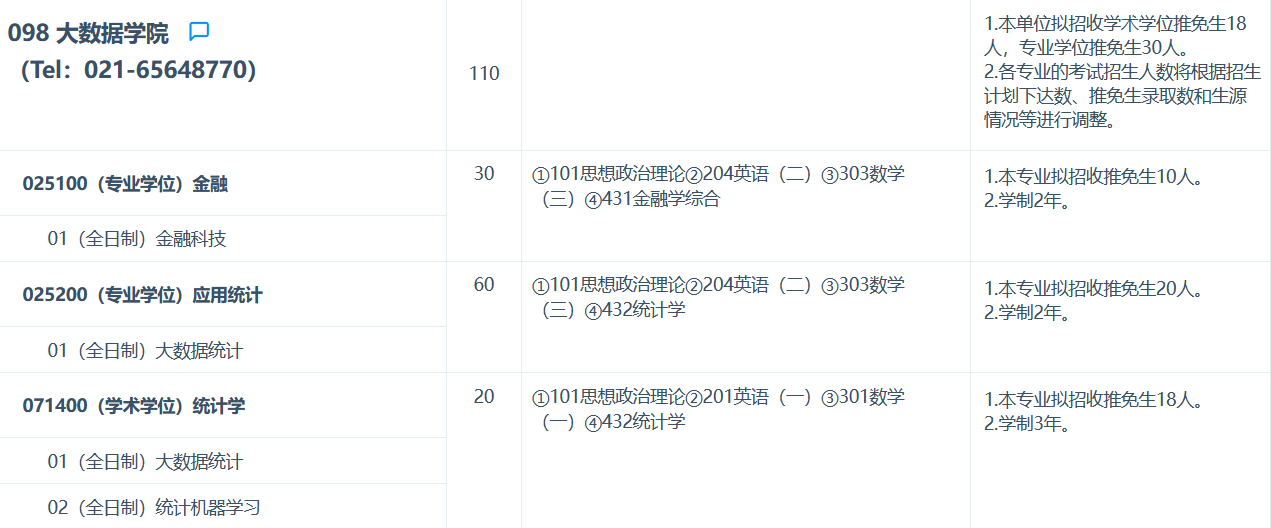 098 大数据学院
（Tel：021-65648770）
110
1.本单位拟招收学术学位推免生18
人，专业学位推免生30人。
2.各专业的考试招生人数将根据招生
计划下达数、推免生录取数和生源
情况等进行调整。
025100（专业学位）金融
30
①101思想政治理论②204英语（二）③303数学
（三）④431金融学综合
1.本专业拟招收推免生10人。
2.学制2年。
01（全日制）金融科技
025200（专业学位）应用统计
60
①101思想政治理论②204英语（二）③303数学
（三）④432统计学
1.本专业拟招收推免生20人。
2.学制2年。
01（全日制）大数据统计
071400（学术学位）统计学
20
①101思想政治理论②201英语（一）③301数学
（一）④432统计学
1.本专业拟招收推免生18人。
2.学制3年。
01（全日制）大数据统计
02（全日制）统计机器学习